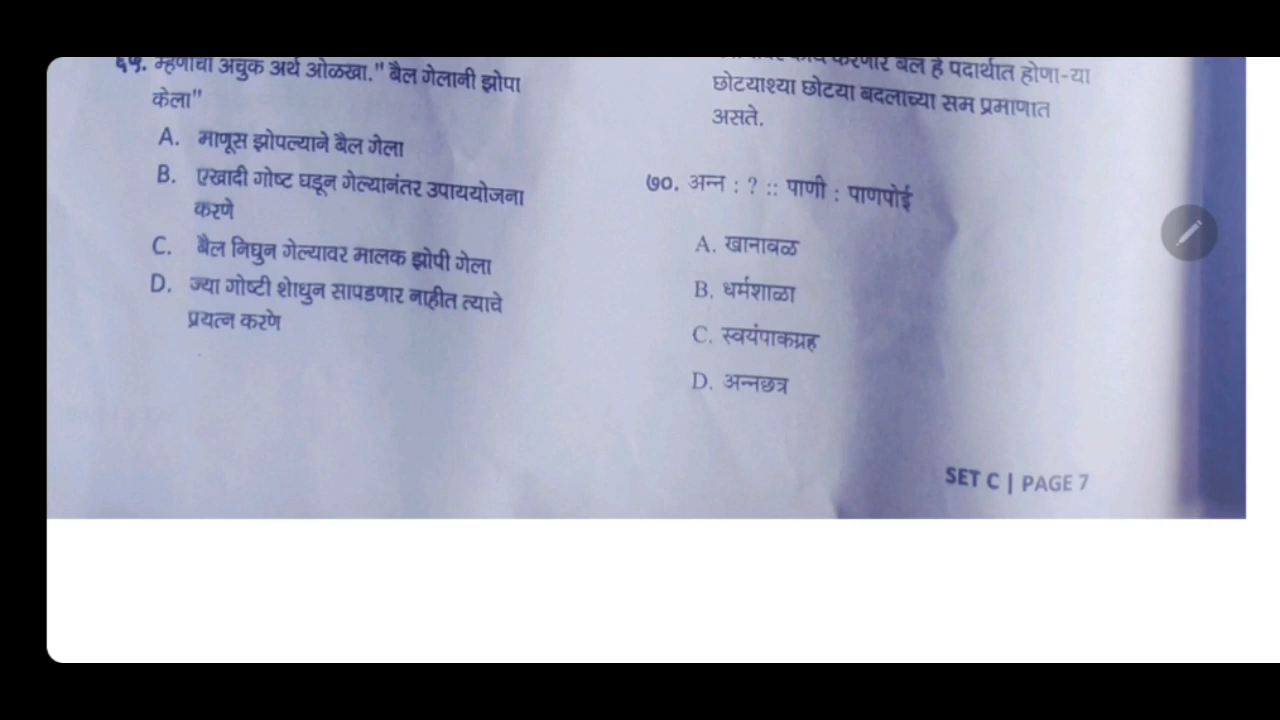 ६५. म्हणीचा अचुक अर्थ ओळखा." बैल गेलानी झोपा
केला"
A. माणूस झोपल्याने बैल गेला
B. एखादी गोष्ट घडून गेल्यानंतर उपाययोजना
करणे
C. बैल निघुन गेल्यावर मालक झोपी गेला
D. ज्या गोष्टी शोधुन सापडणार नाहीत त्याचे
प्रयत्न करणे
करणार बल हे पदार्थात होणा-या
छोटयाश्या छोटया बदलाच्या सम प्रमाणात
असते.
७०. अन्न : ? :: पाणी : पाणपोई
A. खानावळ
B. धर्मशाळा
C. स्वयंपाकग्रह
D. अन्नछत्र
SET C | PAGE 7